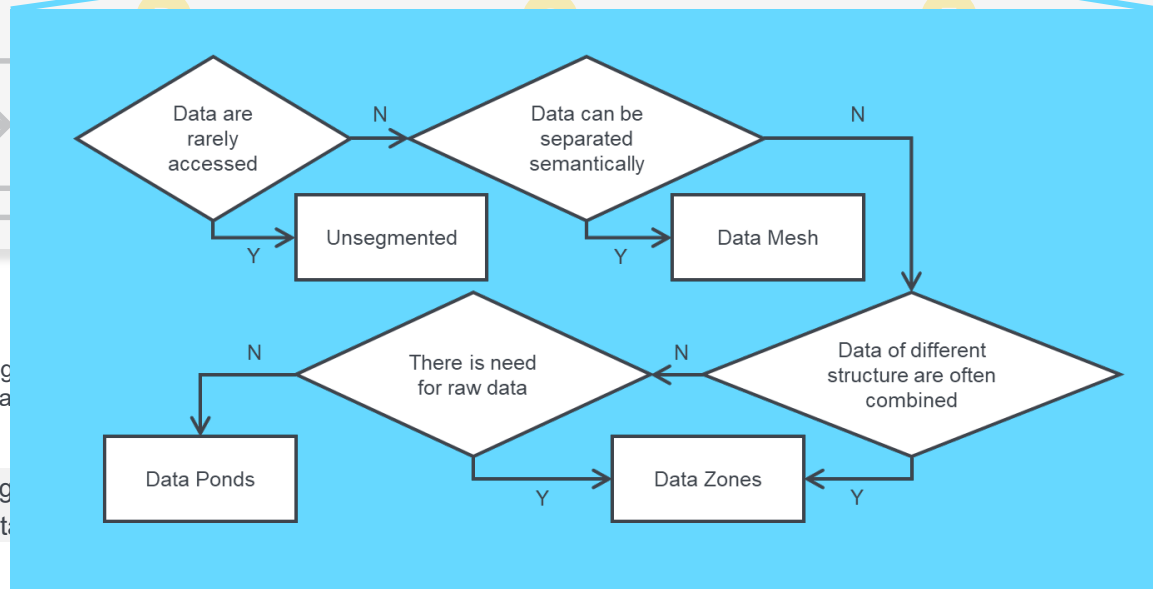 Data are
rarely
accessed
N
Data can be
separated
semantically
N
Y
Unsegmented
Y
Data Mesh
N
There is need
for raw data
N
Data of different
structure are often
combined
Data Ponds
Y
Data Zones
Y